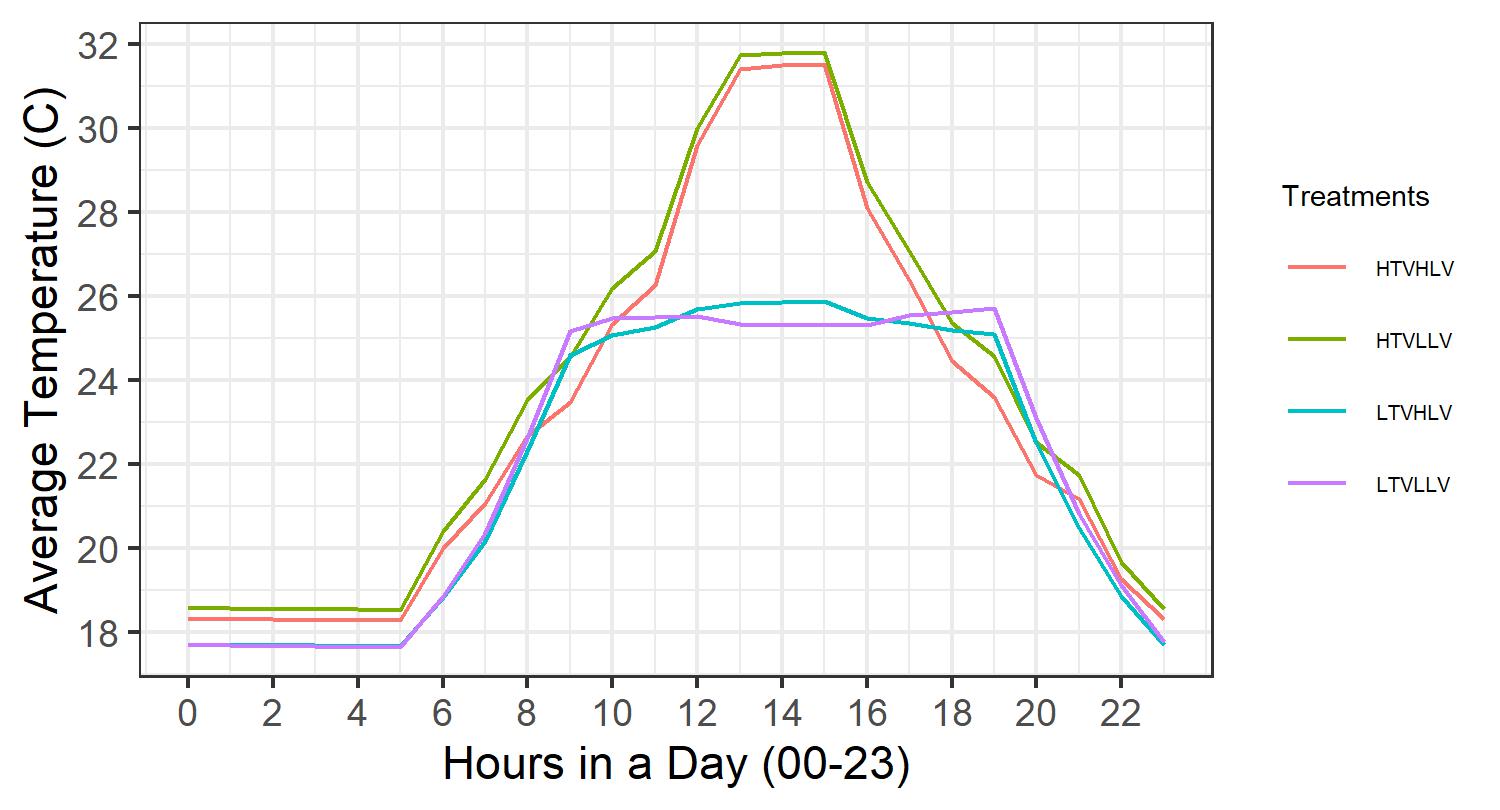 32
30
28
26
24
22
20
18
Average Temperature (C)
0 2 4 6 8 10 12 14 16 18 20 22
Hours in a Day (00-23)
Treatments
HTVHLV
HTVLLV
LTVHLV
LTVLLV